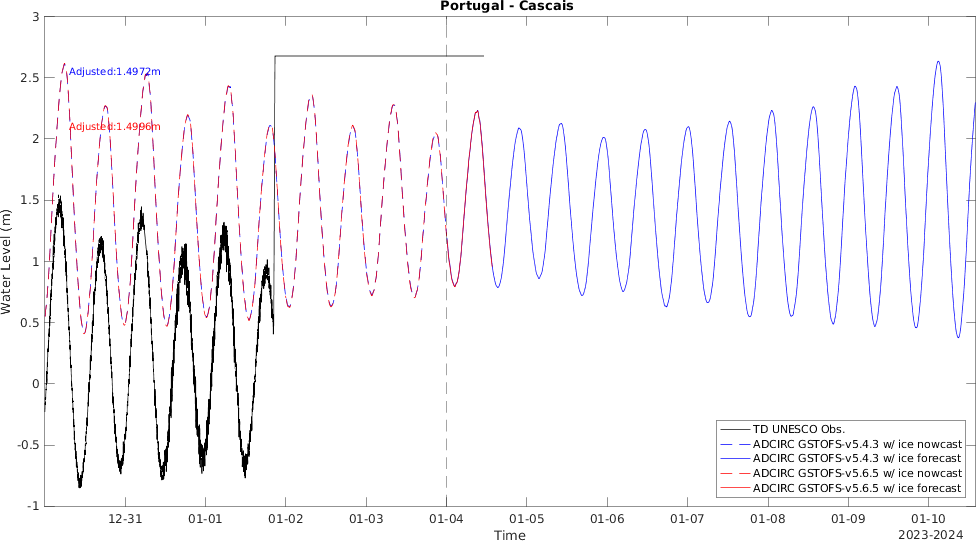 Portugal - Cascais
3
2.5
2
1.5
1
0.5
0
-0.5
-1
Water Level (m)
Adjusted:1.4972m
Adjusted:1.4996m
TD UNESCO Obs.
ADCIRC GSTOFS-v5.4.3 w/ ice nowcast
ADCIRC GSTOFS-v5.4.3 w/ ice forecast
ADCIRC GSTOFS-v5.6.5 w/ ice nowcast
ADCIRC GSTOFS-v5.6.5 w/ ice forecast
12-31 01-01 01-02 01-03 01-04 01-05 01-06 01-07 01-08 01-09 01-10
Time
2023-2024